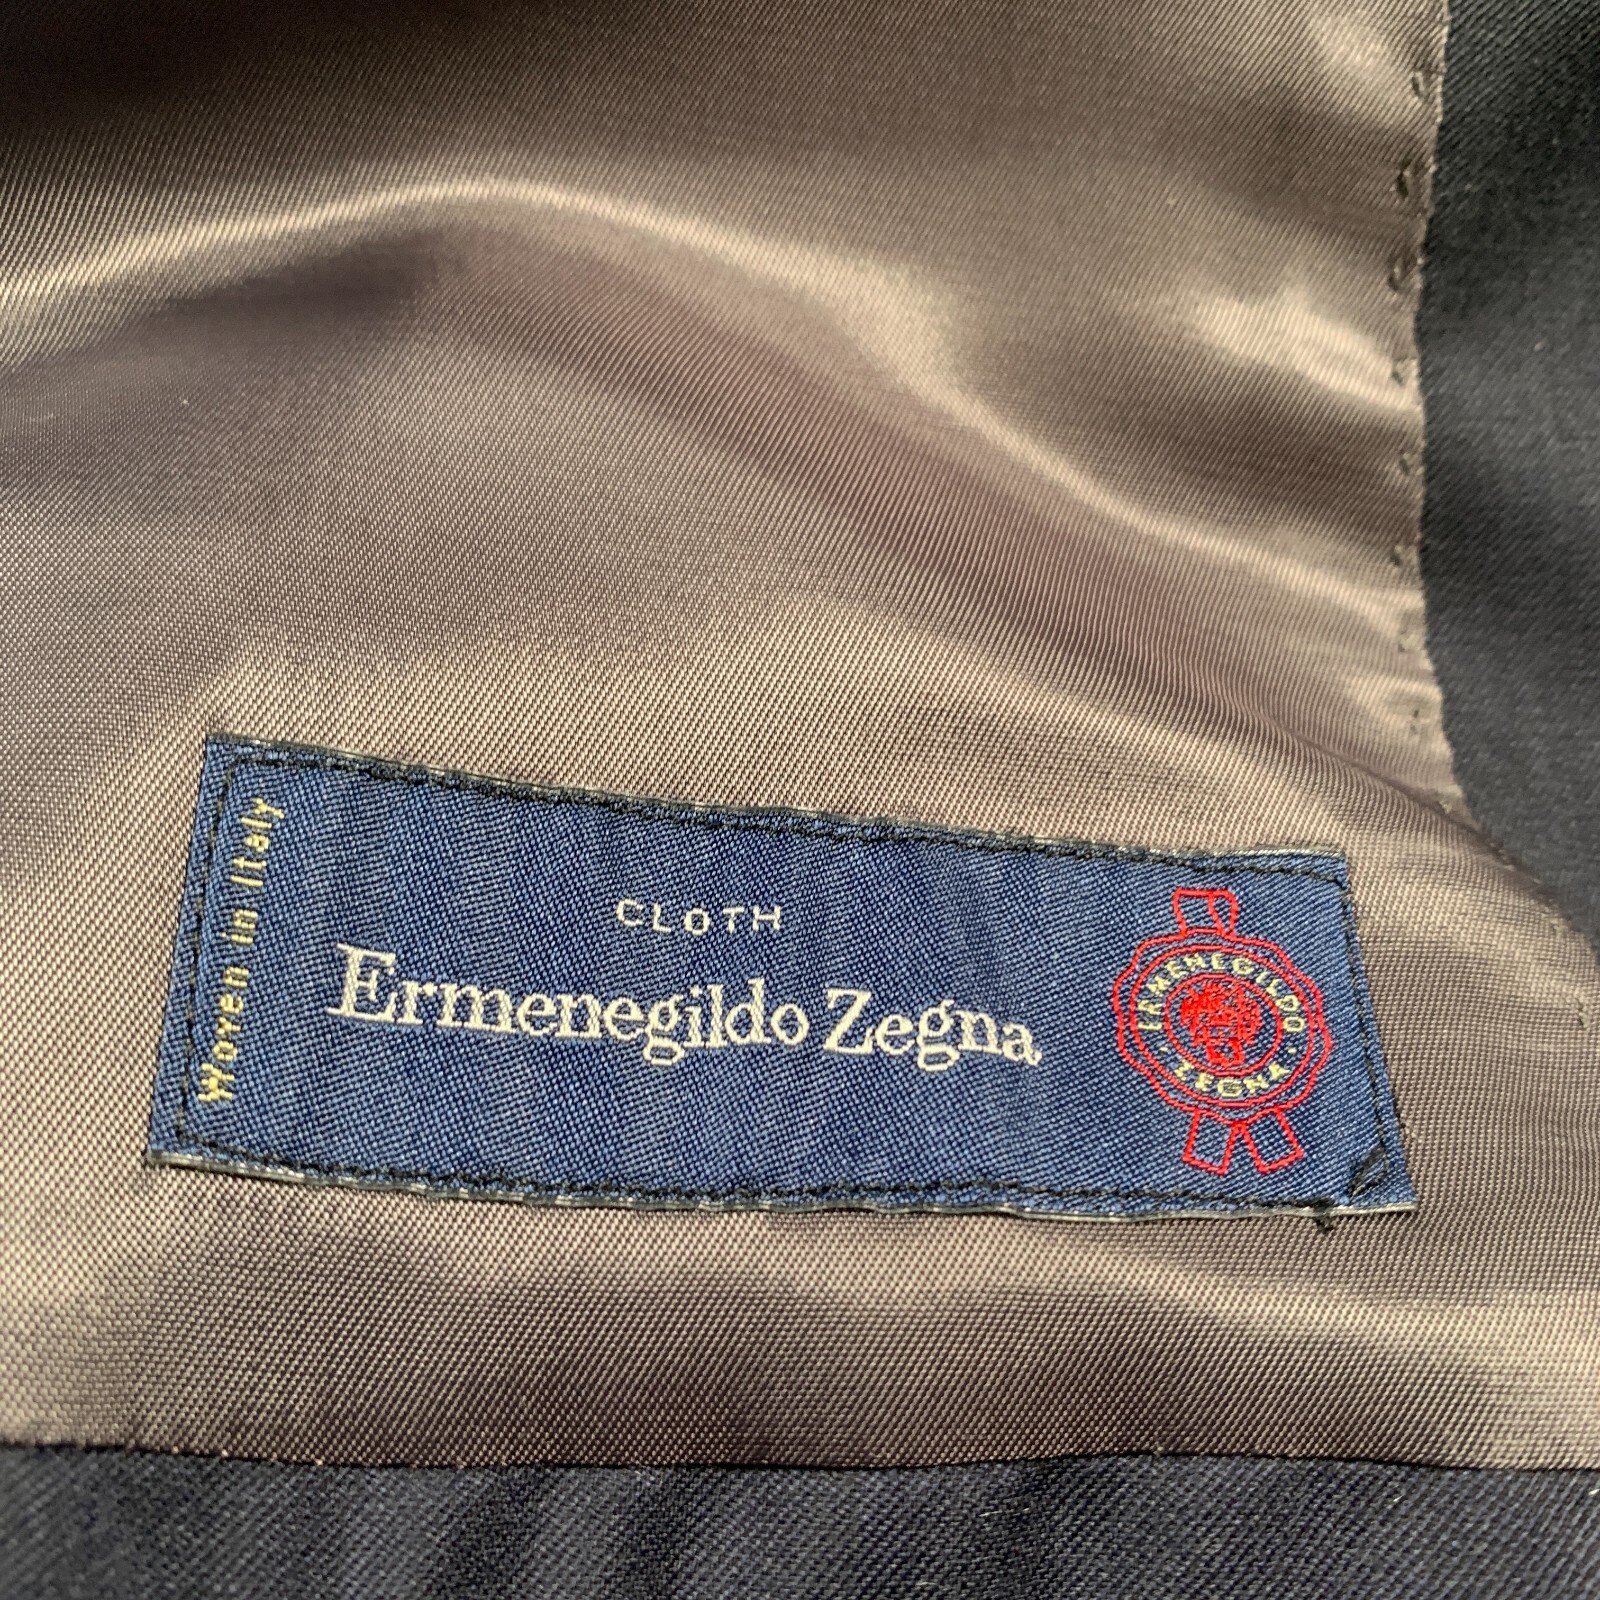 Woven in Italy
CLOTH
Ermenegildo Zegna
ERMENEGILDO
· ZEGNA ·